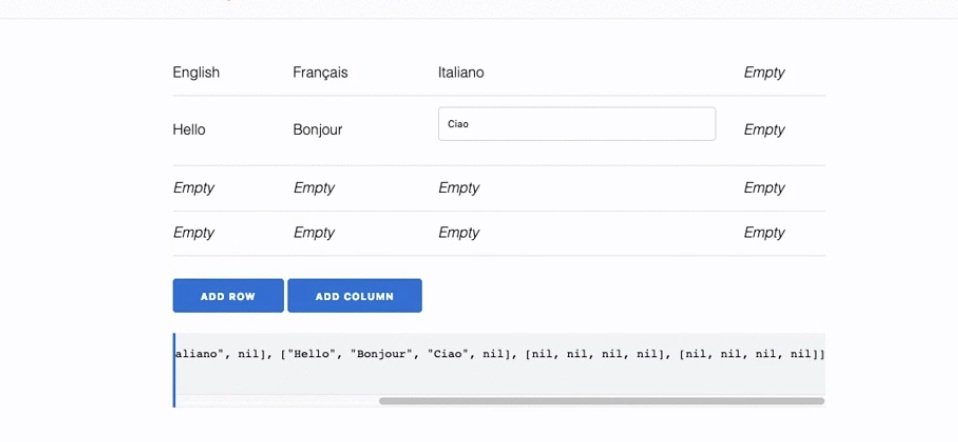 English Français Italiano Empty
Hello Bonjour Ciao Empty
Empty Empty Empty Empty
Empty Empty Empty Empty
ADD ROW ADD COLUMN
aliano", nil], ["Hello", "Bonjour", "Ciao", nil], [nil, nil, nil, nil], [nil, nil, nil, nil]]